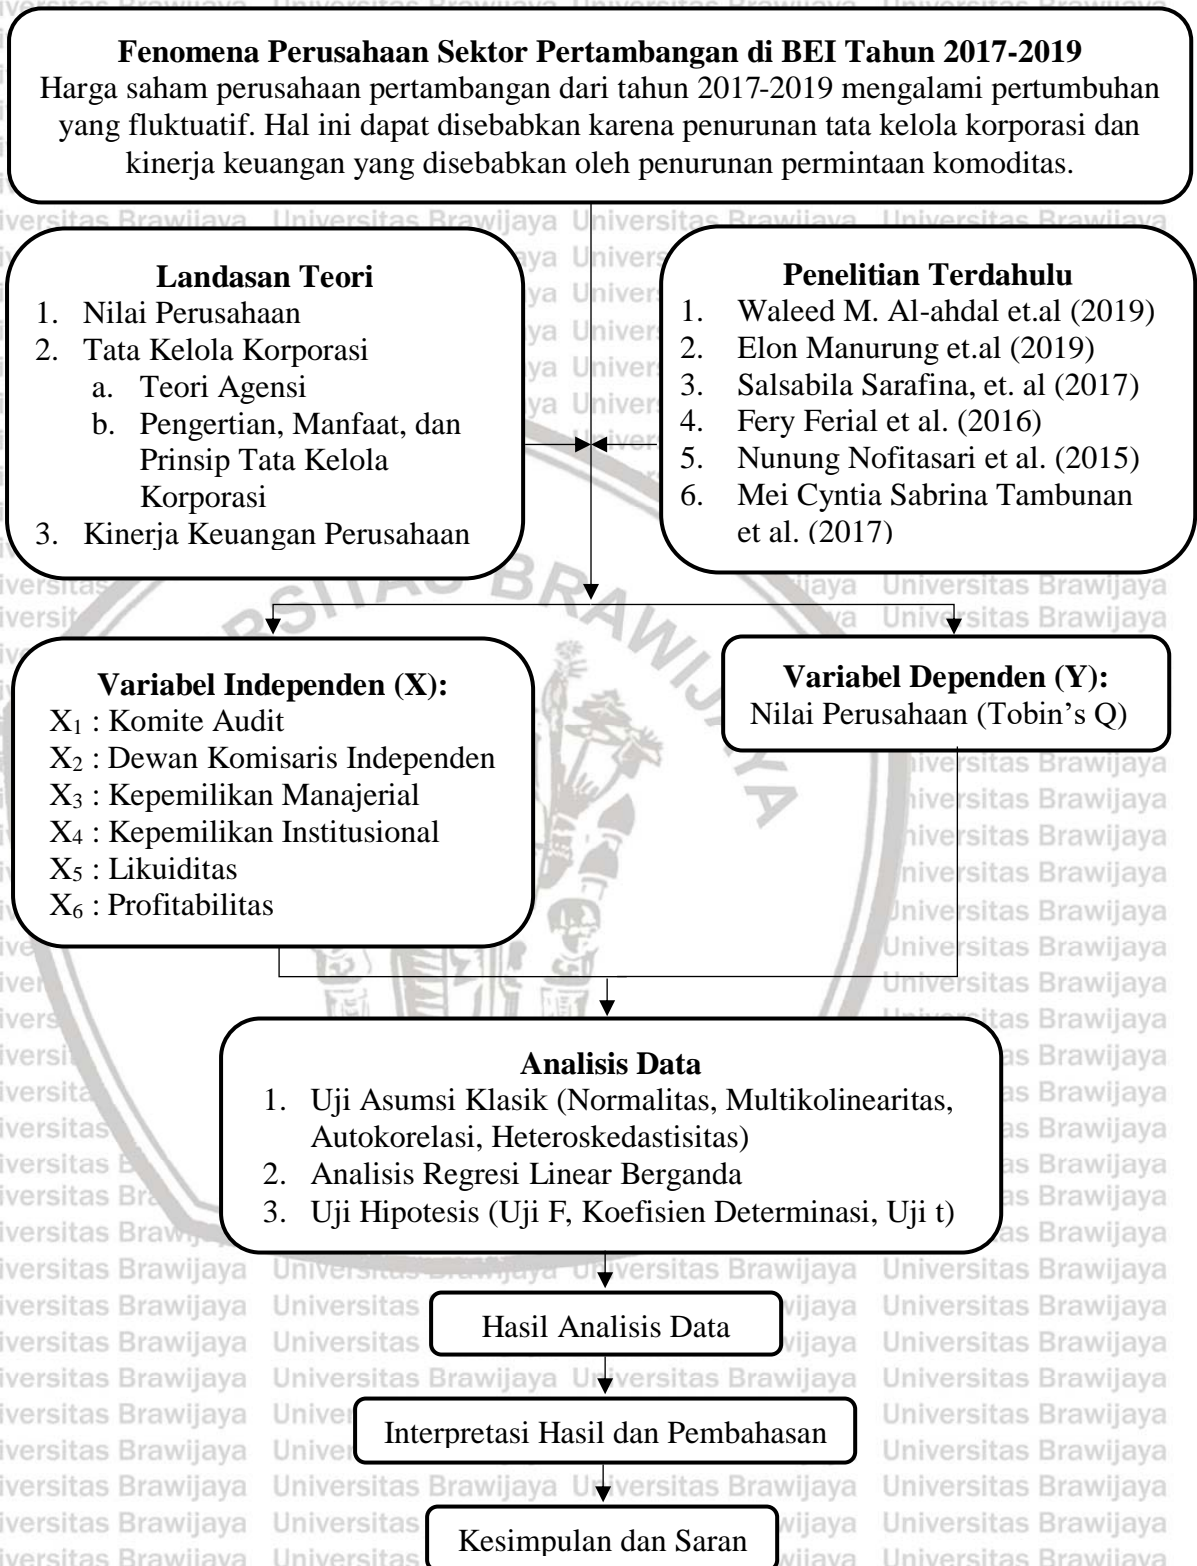 Fenomena Perusahaan Sektor Pertambangan di BEI Tahun 2017-2019
Harga saham perusahaan pertambangan dari tahun 2017-2019 mengalami pertumbuhan
yang fluktuatif. Hal ini dapat disebabkan karena penurunan tata kelola korporasi dan
kinerja keuangan yang disebabkan oleh penurunan permintaan komoditas.
Landasan Teori
1. Nilai Perusahaan
2. Tata Kelola Korporasi
a. Teori Agensi
b. Pengertian, Manfaat, dan
Prinsip Tata Kelola
Korporasi
3. Kinerja Keuangan Perusahaan
Penelitian Terdahulu
1. Waleed M. Al-ahdal et.al (2019)
2. Elon Manurung et.al (2019)
3. Salsabila Sarafina, et. al (2017)
4. Fery Ferial et al. (2016)
5. Nunung Nofitasari et al. (2015)
6. Mei Cyntia Sabrina Tambunan
et al. (2017)
Variabel Independen (X):
X₁ : Komite Audit
X₂ : Dewan Komisaris Independen
X₃ : Kepemilikan Manajerial
X₄ : Kepemilikan Institusional
X₅ : Likuiditas
X₆ : Profitabilitas
Variabel Dependen (Y):
Nilai Perusahaan (Tobin’s Q)
Analisis Data
1. Uji Asumsi Klasik (Normalitas, Multikolinearitas,
Autokorelasi, Heteroskedastisitas)
2. Analisis Regresi Linear Berganda
3. Uji Hipotesis (Uji F, Koefisien Determinasi, Uji t)
Hasil Analisis Data
Interpretasi Hasil dan Pembahasan
Kesimpulan dan Saran